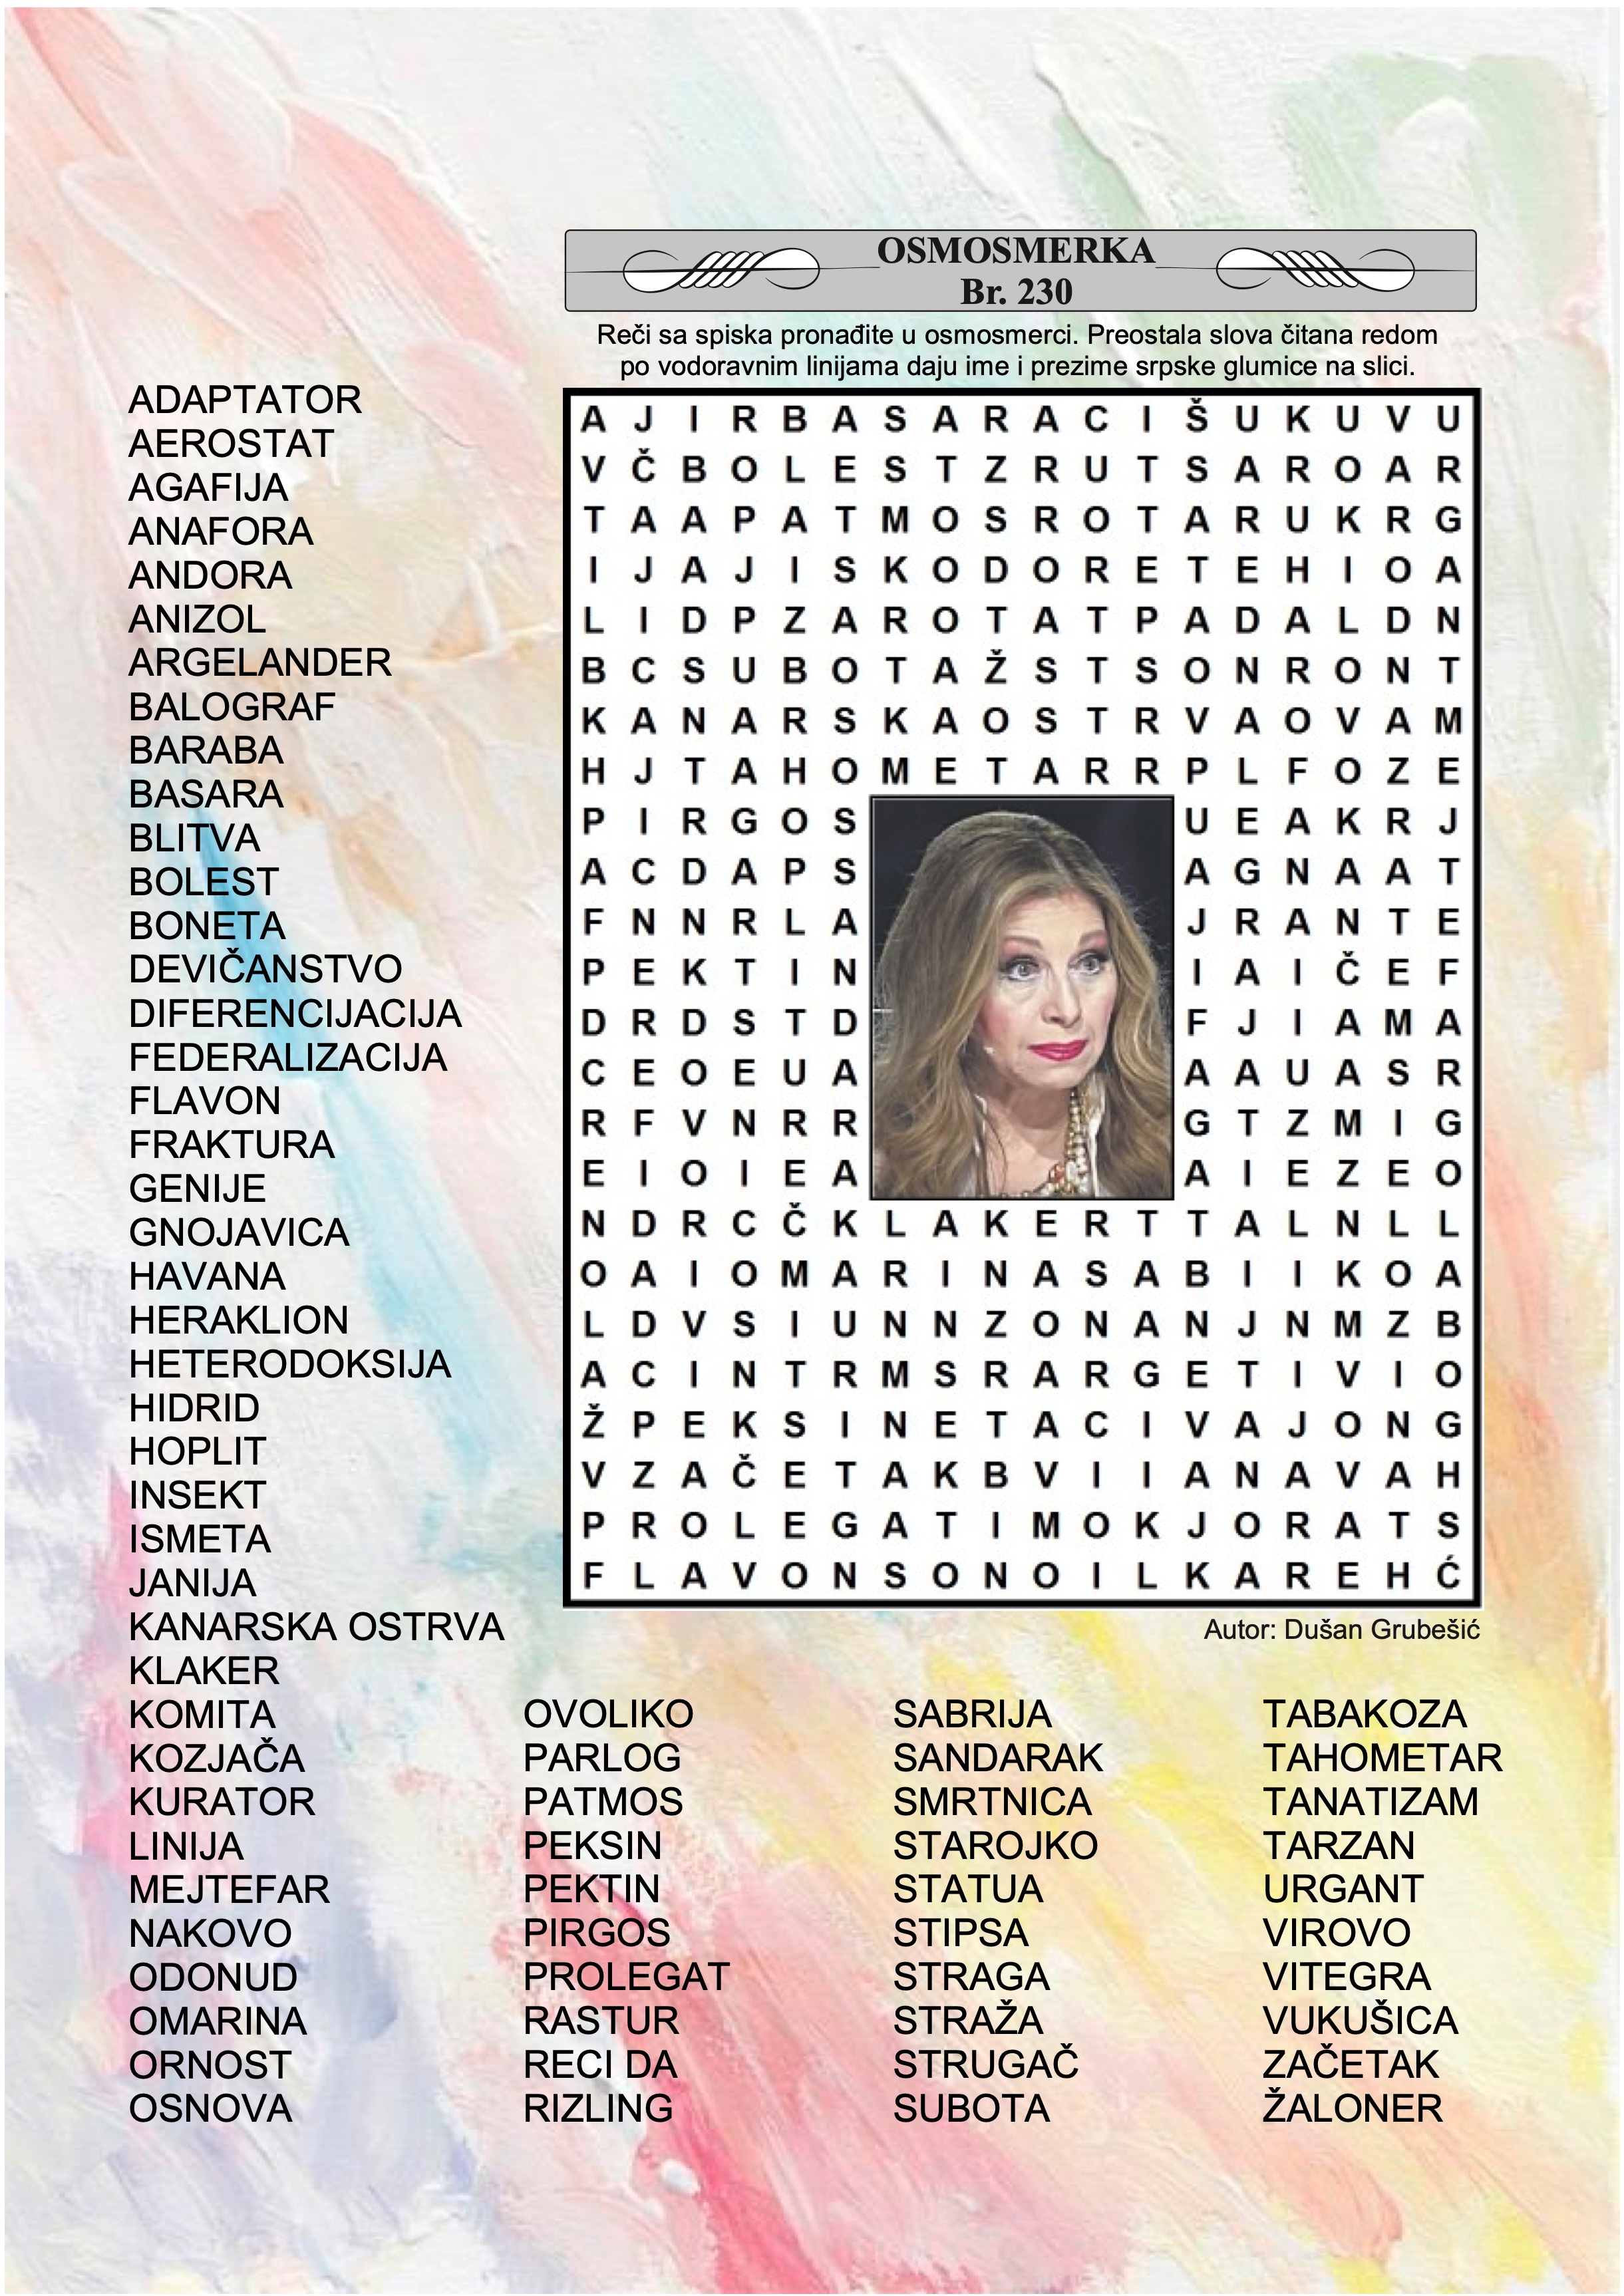 OSMOSMERKA
Br. 230
Reči sa spiska pronađite u osmosmerci. Preostala slova čitana redom
po vodoravnim linijama daju ime i prezime srpske glumice na slici.
ADAPTATOR
AEROSTAT
AGAFIJA
ANAFORA
ANDORA
ANIZOL
ARGELANDER
BALOGRAF
BARABA
BASARA
BLITVA
BOLEST
BONETA
DEVIČANSTVO
DIFERENCIJACIJA
FEDERALIZACIJA
FLAVON
FRAKTURA
GENIJE
GNOJAVICA
HAVANA
HERAKLION
HETERODOKSIJA
HIDRID
HOPLIT
INSEKT
ISMETA
JANIJA
KANARSKA OSTRVA
KLAKER
KOMITA
KOZJAČA
KURATOR
LINIJA
MEJTEFAR
NAKOVO
ODONUD
OMARINA
ORNOST
OSNOVA
A J I R B A S A R A C I Š U K U V U
V Č B O L E S T Z R U T S A R O A R
T A A P A T M O S R O T A R U K R G
I J A J I S K O D O R E T E H I O A
L I D P Z A R O T A T P A D A L D N
B C S U B O T A Ž S T S O N R O N T
K A N A R S K A O S T R V A O V A M
H J T A H O M E T A R R P L F O Z E
P I R G O S U E A K R J
A C D A P S A G N A A T
F N N R L A J R A N T E
P E K T I N I A I Č E F
D R D S T D F J I A M A
C E O E U A A A U A S R
R F V N R R G T Z M I G
E I O I E A A I E Z E O
N D R C Č K L A K E R T T A L N L L
O A I O M A R I N A S A B I I K O A
L D V S I U N N Z O N A N J N M Z B
A C I N T R M S R A R G E T I V I O
Ž P E K S I N E T A C I V A J O N G
V Z A Č E T A K B V I I A N A V A H
P R O L E G A T I M O K J O R A T S
F L A V O N S O N O I L K A R E H Ć
Autor: Dušan Grubešić
OVOLIKO
PARLOG
PATMOS
PEKSIN
PEKTIN
PIRGOS
PROLEGAT
RASTUR
RECI DA
RIZLING
SABRIJA
SANDARAK
SMRTNICA
STAROJKO
STATUA
STIPSA
STRAGA
STRAŽA
STRUGAČ
SUBOTA
TABAKOZA
TAHOMETAR
TANATIZAM
TARZAN
URGANT
VIROVO
VITEGRA
VUKUŠICA
ZAČETAK
ŽALONER